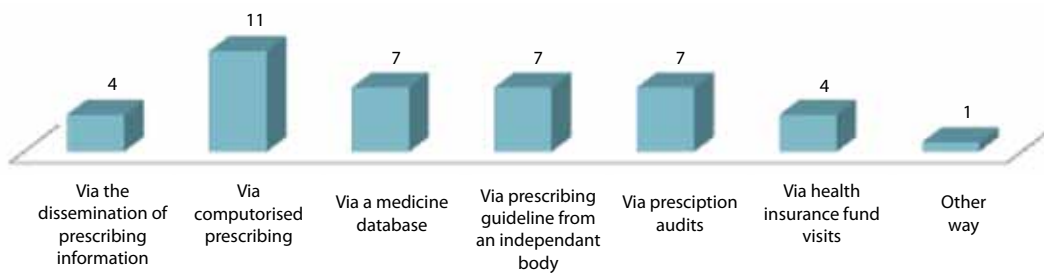 4
11
7
7
7
4
1
Via the
dissemination of
prescribing
information
Via
computorised
prescribing
Via a medicine
database
Via prescribing
guideline from
an independant
body
Via presciption
audits
Via health
insurance fund
visits
Other
way